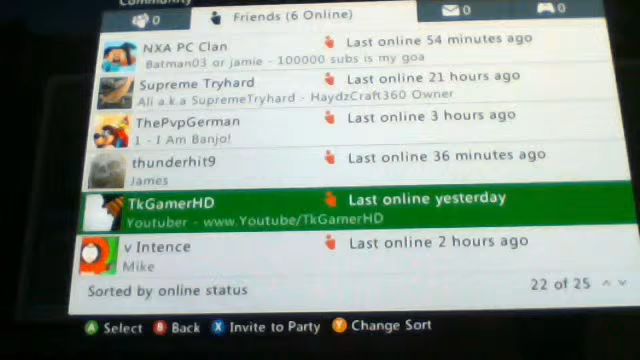 Community
0
Friends (6 Online)
0
0
NXA PC Clan
Last online 54 minutes ago
Batman03 or jamie - 100000 subs is my goa
Supreme Tryhard
Last online 21 hours ago
Ali a.k.a SupremeTryhard - HaydzCraft360 Owner
ThePvpGerman
Last online 3 hours ago
1 - I Am Banjo!
thunderhit9
Last online 36 minutes ago
James
TkGamerHD
Last online yesterday
Youtuber - www.Youtube/TkGamerHD
v Intence
Last online 2 hours ago
Mike
Sorted by online status
22 of 25
A Select B Back X Invite to Party Y Change Sort